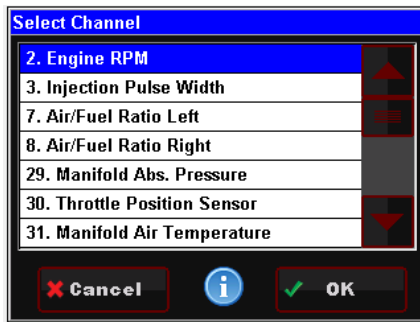 Select Channel
2. Engine RPM
3. Injection Pulse Width
7. Air/Fuel Ratio Left
8. Air/Fuel Ratio Right
29. Manifold Abs. Pressure
30. Throttle Position Sensor
31. Manifold Air Temperature
Cancel
i
OK